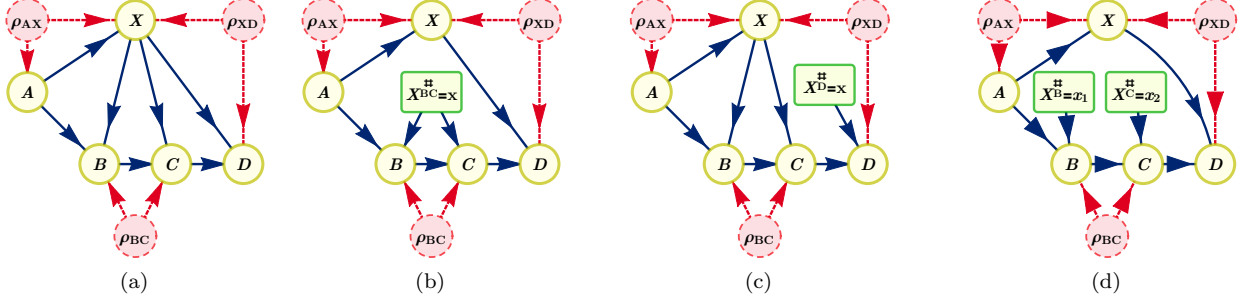 ρAX X ρXD
A
B C D
ρBC
(a)
ρAX X ρXD
A X⌗BC=x
B C D
ρBC
(b)
ρAX X ρXD
A X⌗D=x
B C D
ρBC
(c)
ρAX X ρXD
A X⌗B=x1 X⌗C=x2
B C D
ρBC
(d)